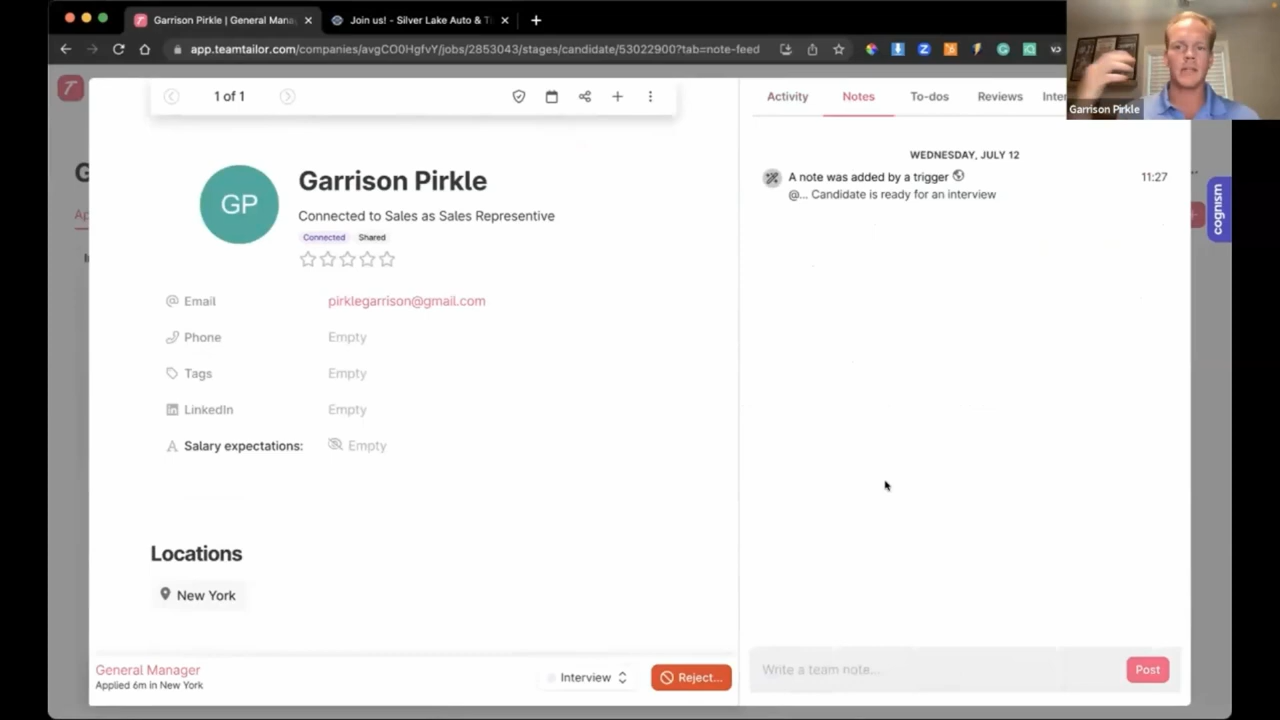 Garrison Pirkle | General Mana
Join us! - Silver Lake Auto & Ti
app.teamtailor.com/companies/avgCO0HgfvY/jobs/2853043/stages/candidate/53022900?tab=note-feed
Garrison Pirkle
1 of 1
Activity
Notes
To-dos
Reviews
Inter
GP
Garrison Pirkle
Connected to Sales as Sales Representive
Connected
Shared
Email
pirklegarrison@gmail.com
Phone
Empty
Tags
Empty
LinkedIn
Empty
Salary expectations:
Empty
Locations
New York
General Manager
Applied 6m in New York
Interview
Reject...
WEDNESDAY, JULY 12
A note was added by a trigger
11:27
@... Candidate is ready for an interview
Write a team note...
Post
cognism